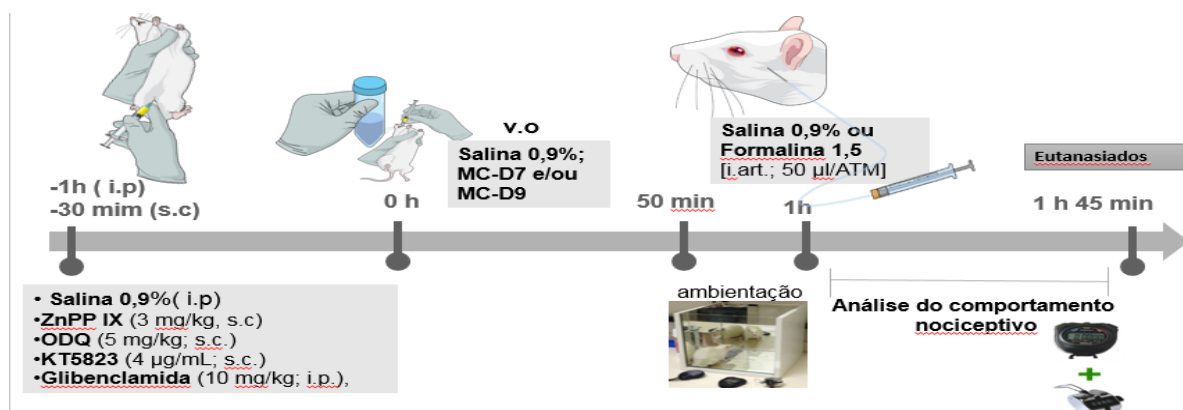 -1h ( i.p)
-30 mim (s.c)
0 h
V.O
Salina 0,9%;
MC-D7 e/ou
MC-D9
50 min
Salina 0,9% ou
Formalina 1,5
[i.art.; 50 µl/ATM]
1h
Eutanasiados
1 h 45 min
• Salina 0,9%( i.p)
•ZnPP IX (3 mg/kg, s.c)
•ODQ (5 mg/kg; s.c.)
•KT5823 (4 µg/mL; s.c.)
•Glibenclamida (10 mg/kg; i.p.),
ambientação
Análise do comportamento
nociceptivo
+